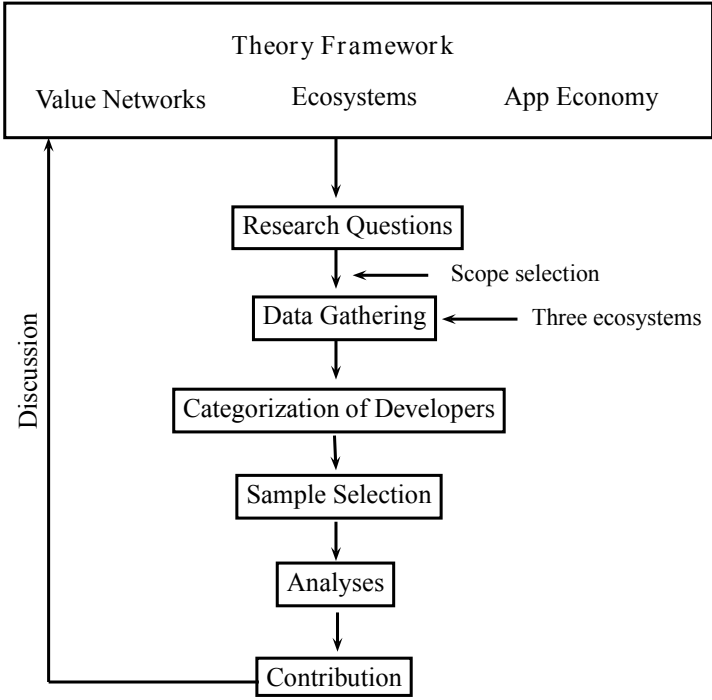 Theory Framework
Value Networks
Ecosystems
App Economy
Research Questions
Scope selection
Data Gathering
Three ecosystems
Categorization of Developers
Sample Selection
Analyses
Contribution
Discussion